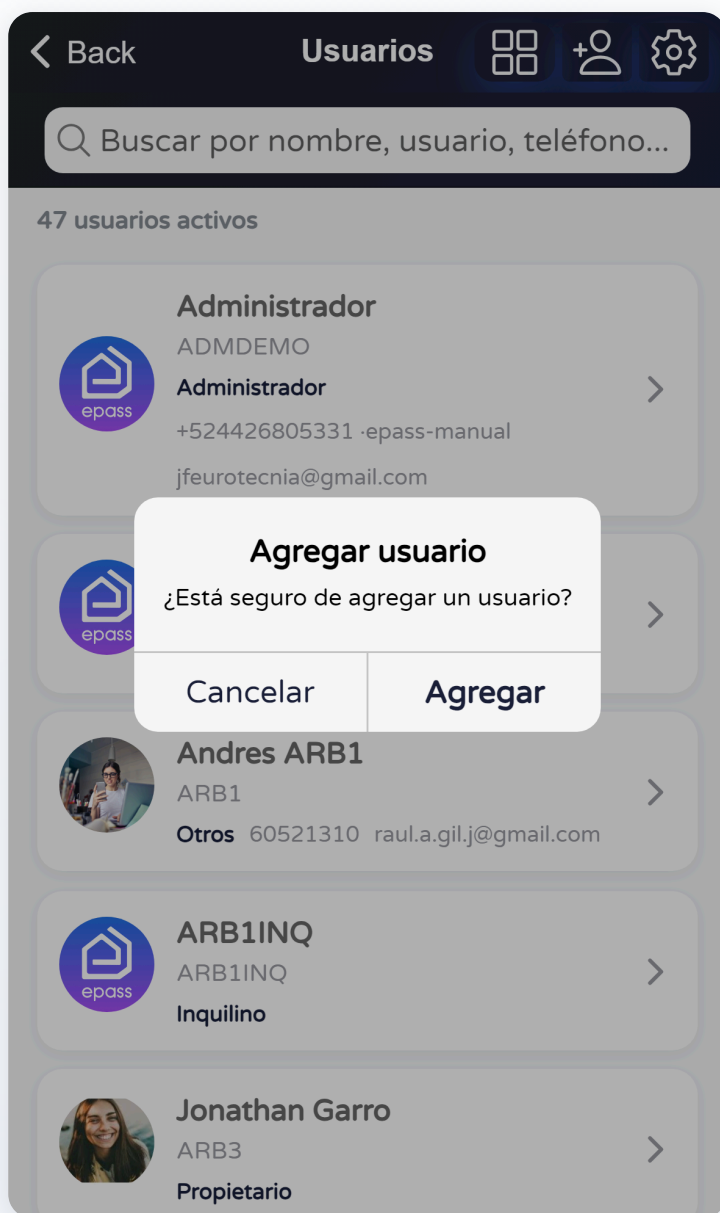 Back
Usuarios
Buscar por nombre, usuario, teléfono...
47 usuarios activos
Administrador
ADMDEMO
epass
Administrador
+524426805331 ·epass-manual
jfeurotecnia@gmail.com
Agregar usuario
¿Está seguro de agregar un usuario?
epass
Cancelar
Agregar
Andres ARB1
ARB1
Otros 60521310 raul.a.gil.j@gmail.com
ARB1INQ
ARB1INQ
epass
Inquilino
Jonathan Garro
ARB3
Propietario